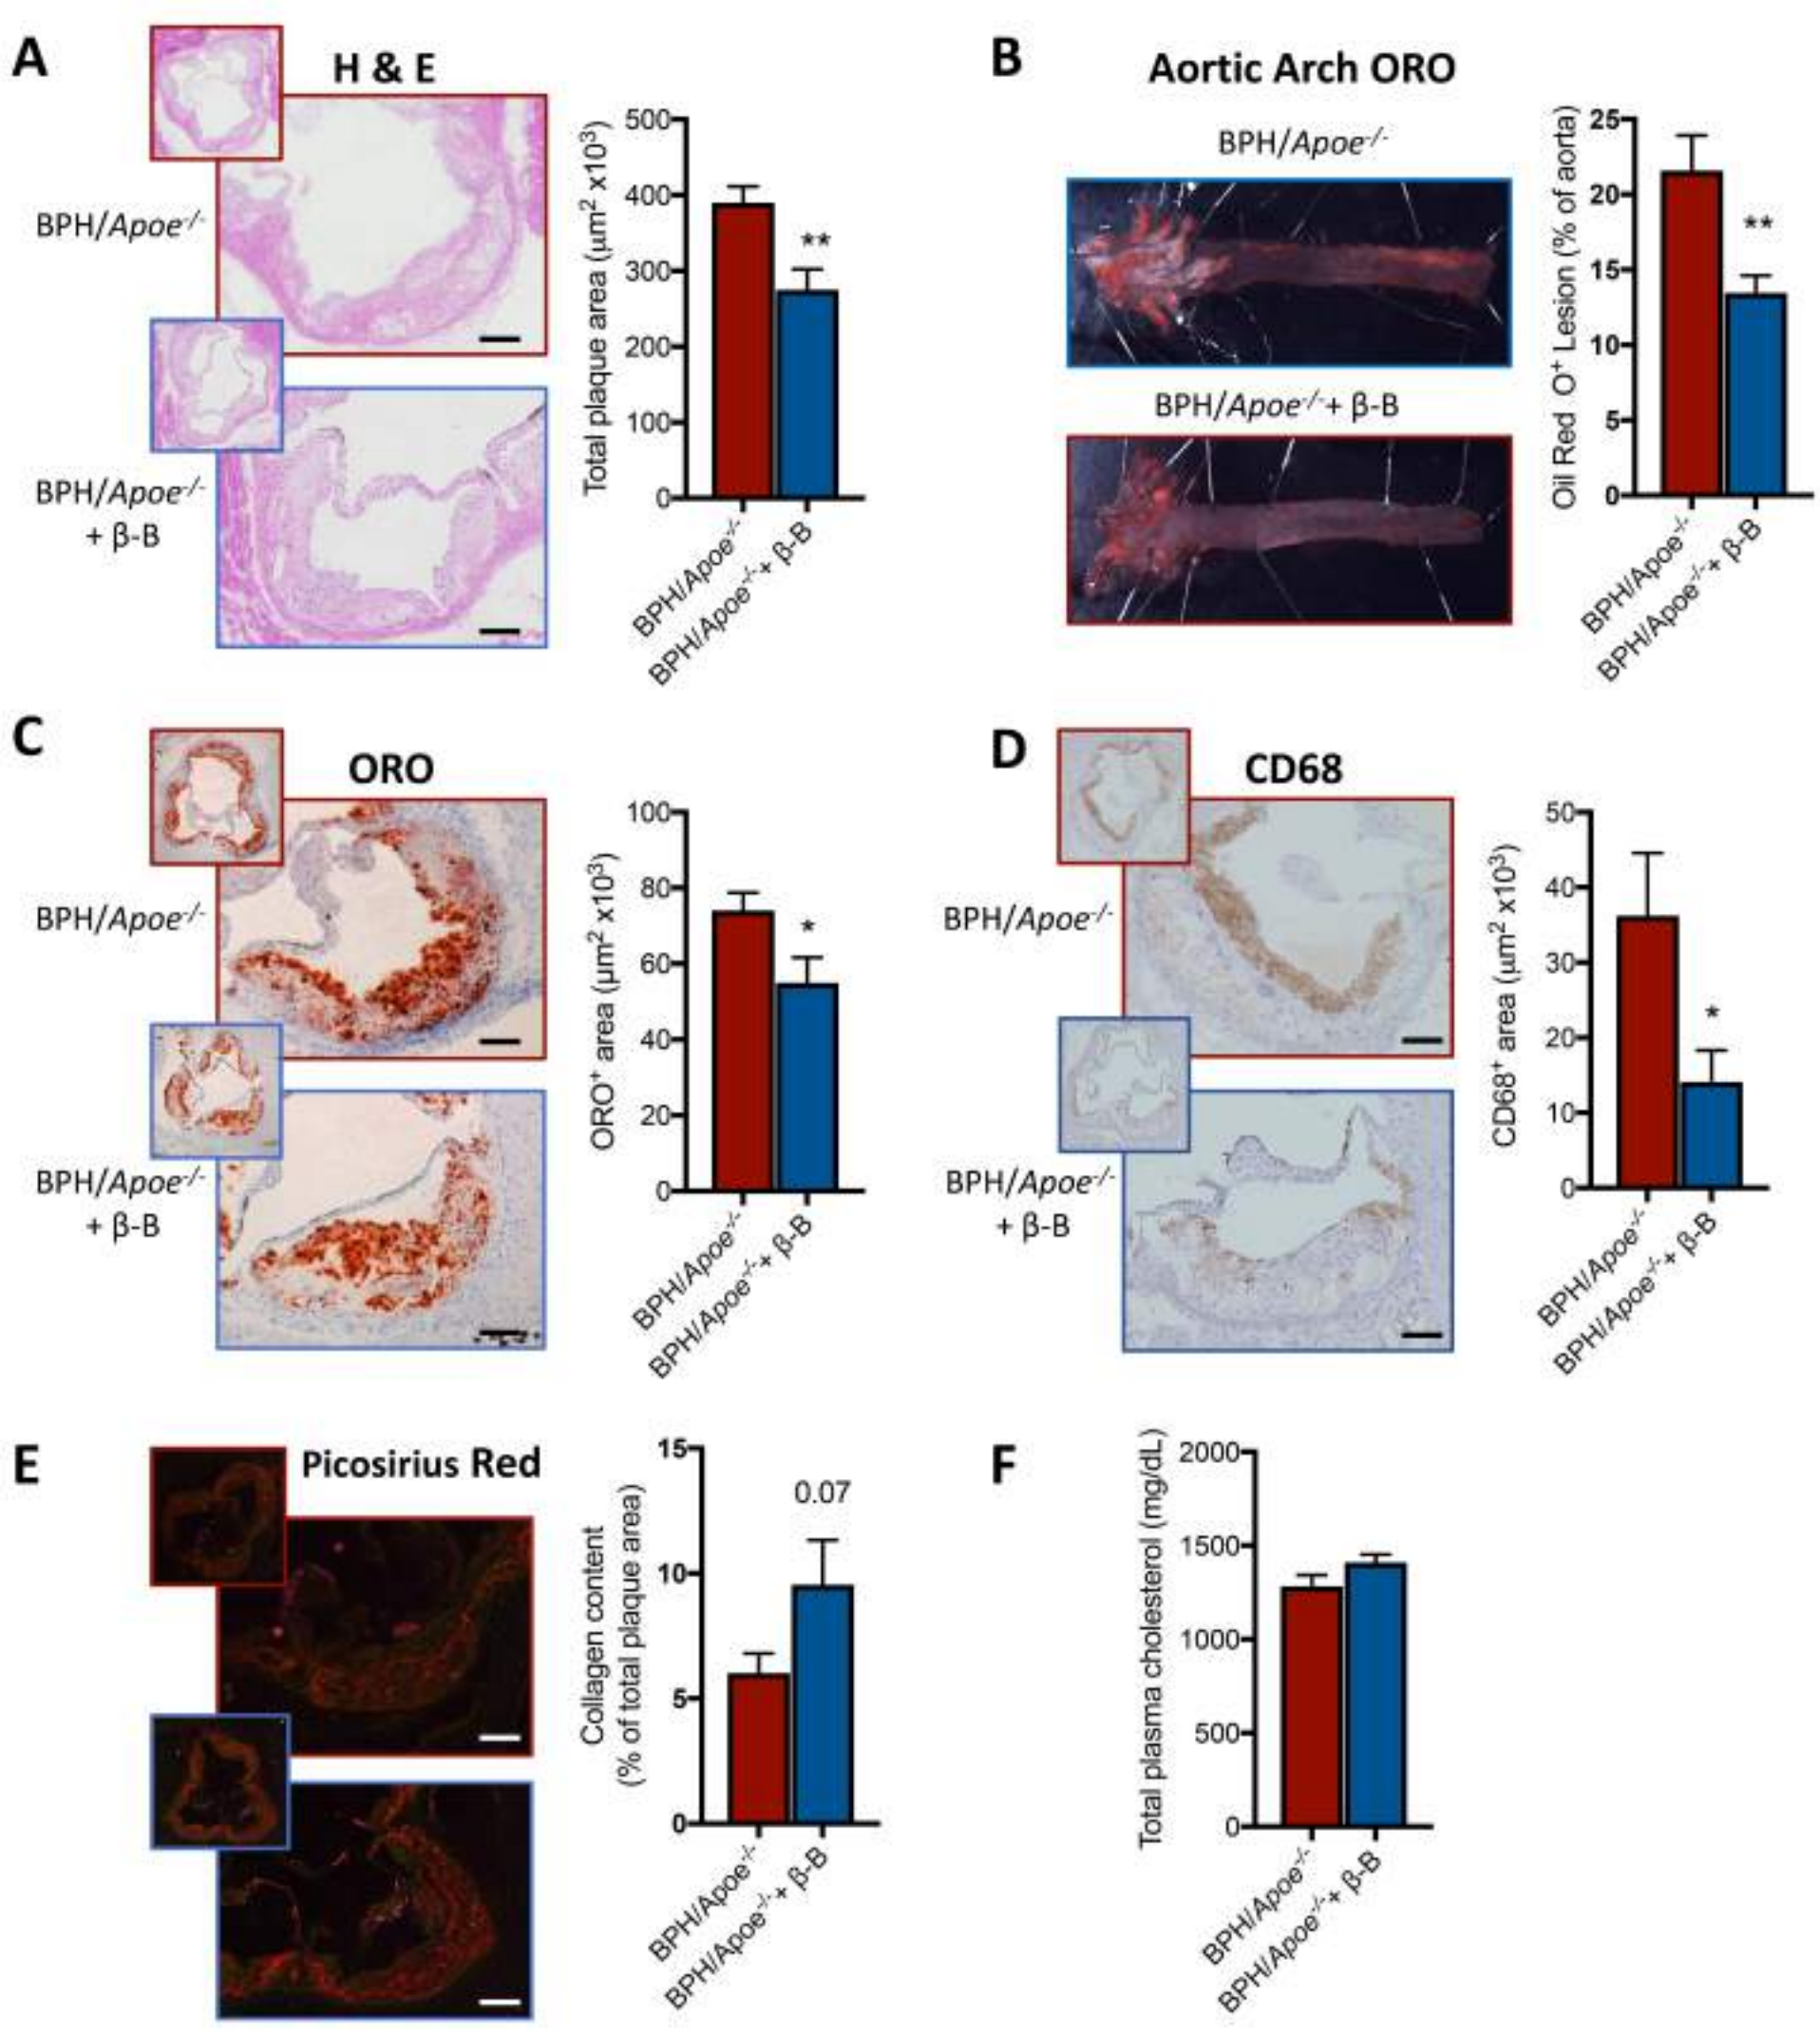 A
H & E
BPH/Apoe-/-
BPH/Apoe-/-
+ β-B
Total plaque area (μm² x10³)
500
400
300
200
100
0
**
BPH/Apoe-/-
BPH/Apoe-/-+ β-B
B
Aortic Arch ORO
BPH/Apoe-/-
BPH/Apoe-/-+ β-B
Oil Red O⁺ Lesion (% of aorta)
25
20
15
10
5
0
**
BPH/Apoe-/-
BPH/Apoe-/-+ β-B
C
ORO
BPH/Apoe-/-
BPH/Apoe-/-
+ β-B
ORO⁺ area (μm² x10³)
100
80
60
40
20
0
*
BPH/Apoe-/-
BPH/Apoe-/-+ β-B
D
CD68
BPH/Apoe-/-
BPH/Apoe-/-
+ β-B
CD68⁺ area (μm² x10³)
50
40
30
20
10
0
*
BPH/Apoe-/-
BPH/Apoe-/-+ β-B
E
Picosirius Red
Collagen content
(% of total plaque area)
15
10
5
0
0.07
BPH/Apoe-/-
BPH/Apoe-/-+ β-B
F
Total plasma cholesterol (mg/dL)
2000
1500
1000
500
0
BPH/Apoe-/-
BPH/Apoe-/-+ β-B